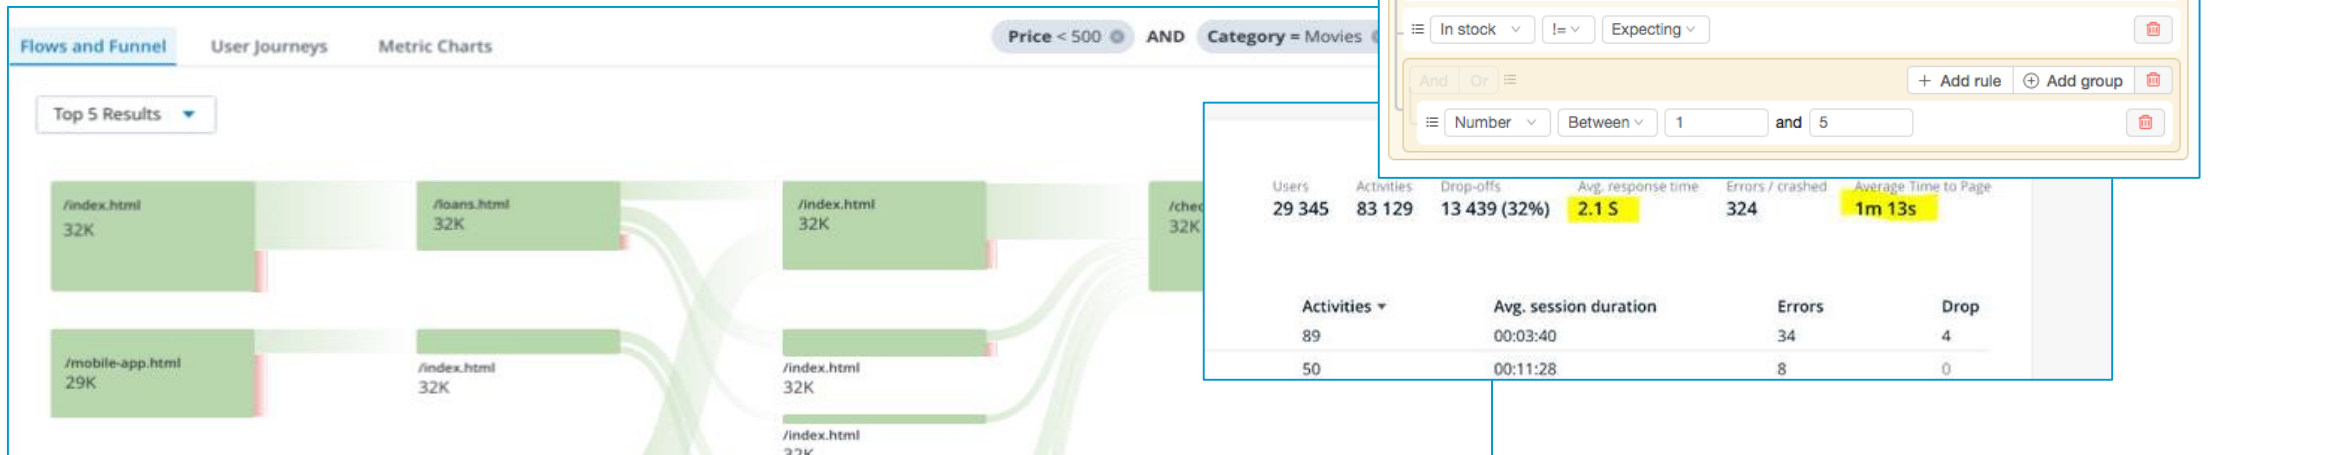 Flows and Funnel
User Journeys
Metric Charts
Price < 500
AND
Category = Movies
Top 5 Results
/index.html
32K
/loans.html
32K
/index.html
32K
32K
/mobile-app.html
29K
/index.html
32K
/index.html
32K
/index.html
32K
In stock
!=
Expecting
And
Or
+ Add rule
Add group
Number
Between
1
and
5
Users
29 345
Activities
83 129
Drop-offs
13 439 (32%)
Avg. response time
2.1 S
Errors / crashed
324
Average Time to Page
1m 13s
Activities
Avg. session duration
Errors
Drop
89
00:03:40
34
4
50
00:11:28
8
0